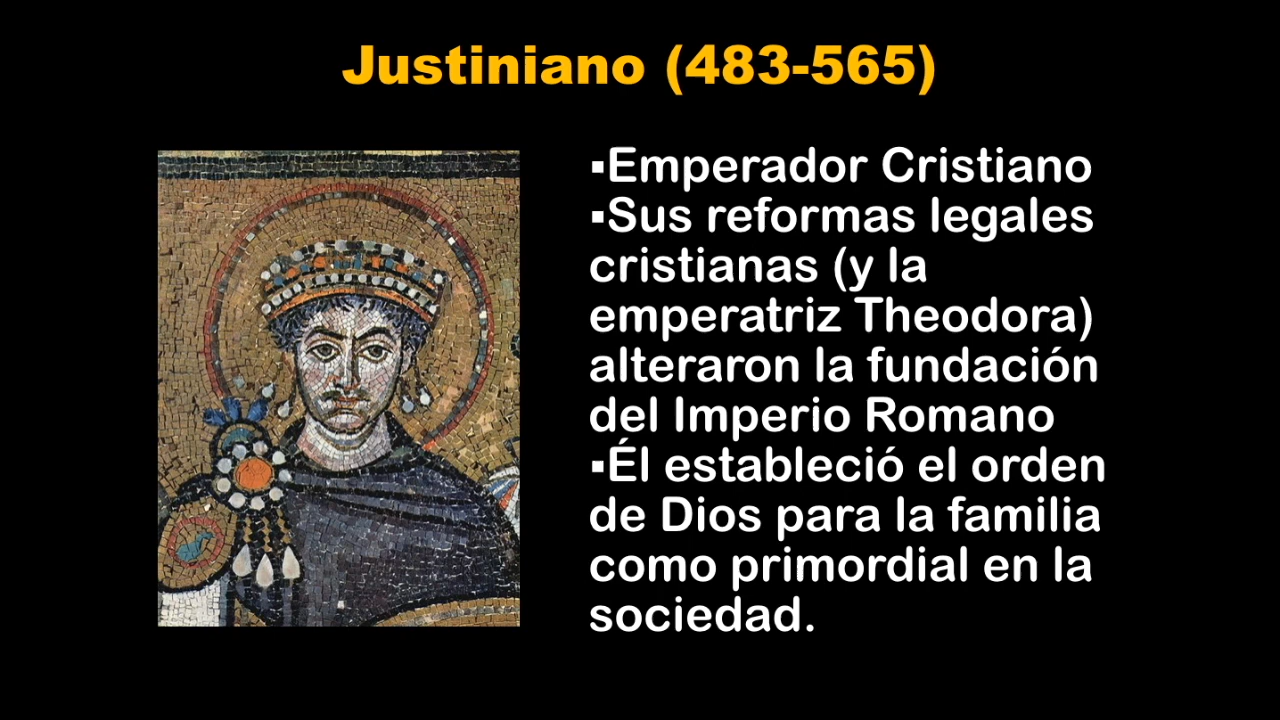 Justiniano (483-565)
▪Emperador Cristiano
▪Sus reformas legales
cristianas (y la
emperatriz Theodora)
alteraron la fundación
del Imperio Romano
▪Él estableció el orden
de Dios para la familia
como primordial en la
sociedad.